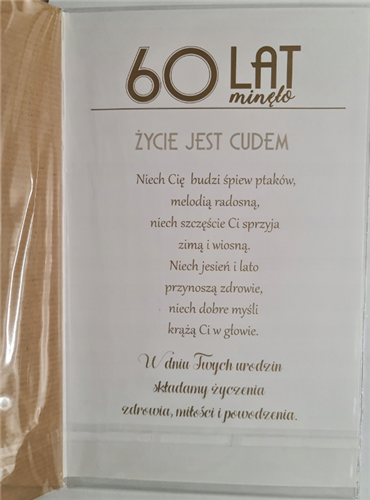 60 LAT
minęło
ŻYCIE JEST CUDEM
Niech Cię budzi śpiew ptaków,
melodią radosną,
niech szczęście Ci sprzyja
zimą i wiosną.
Niech jesień i lato
przynoszą zdrowie,
niech dobre myśli
krążą Ci w głowie.
W dniu Twych urodzin
składamy życzenia
zdrowia, miłości i powodzenia.